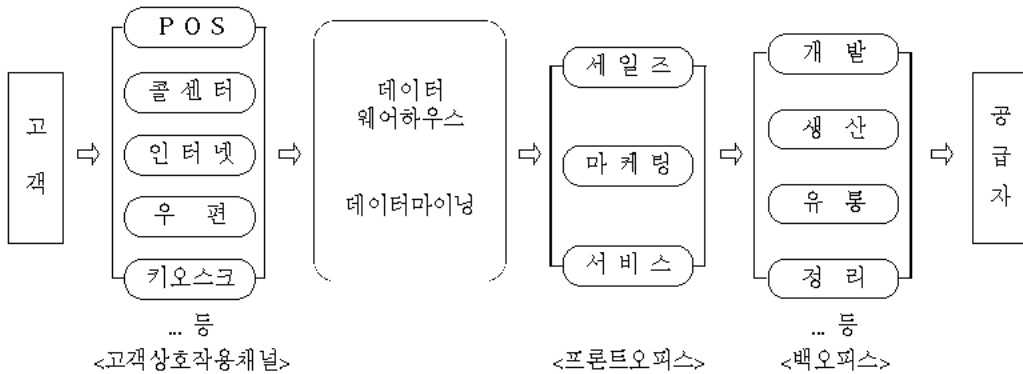 고객
POS
콜센터
인터넷
우 편
키오스크
... 등
<고객상호작용채널>
데이터
웨어하우스
데이터마이닝
세일즈
마케팅
서비스
<프론트오피스>
개발
생산
유통
정리
... 등
<백오피스>
공급자